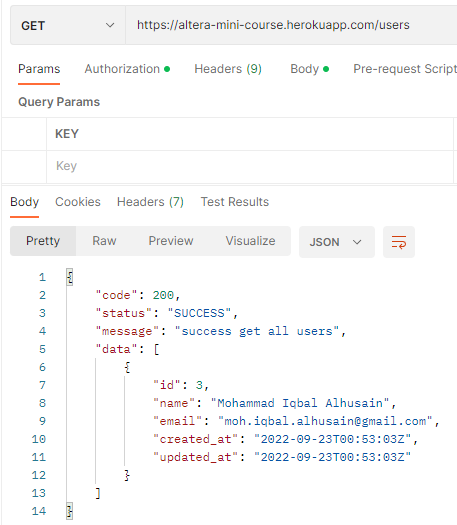 GET https://altera-mini-course.herokuapp.com/users
Params Authorization Headers (9) Body Pre-request Script
Query Params
KEY
Key
Body Cookies Headers (7) Test Results
Pretty Raw Preview Visualize JSON
1 {
2 "code": 200,
3 "status": "SUCCESS",
4 "message": "success get all users",
5 "data": [
6 {
7 "id": 3,
8 "name": "Mohammad Iqbal Alhusain",
9 "email": "moh.iqbal.alhusain@gmail.com",
10 "created_at": "2022-09-23T00:53:03Z",
11 "updated_at": "2022-09-23T00:53:03Z"
12 }
13 ]
14 }